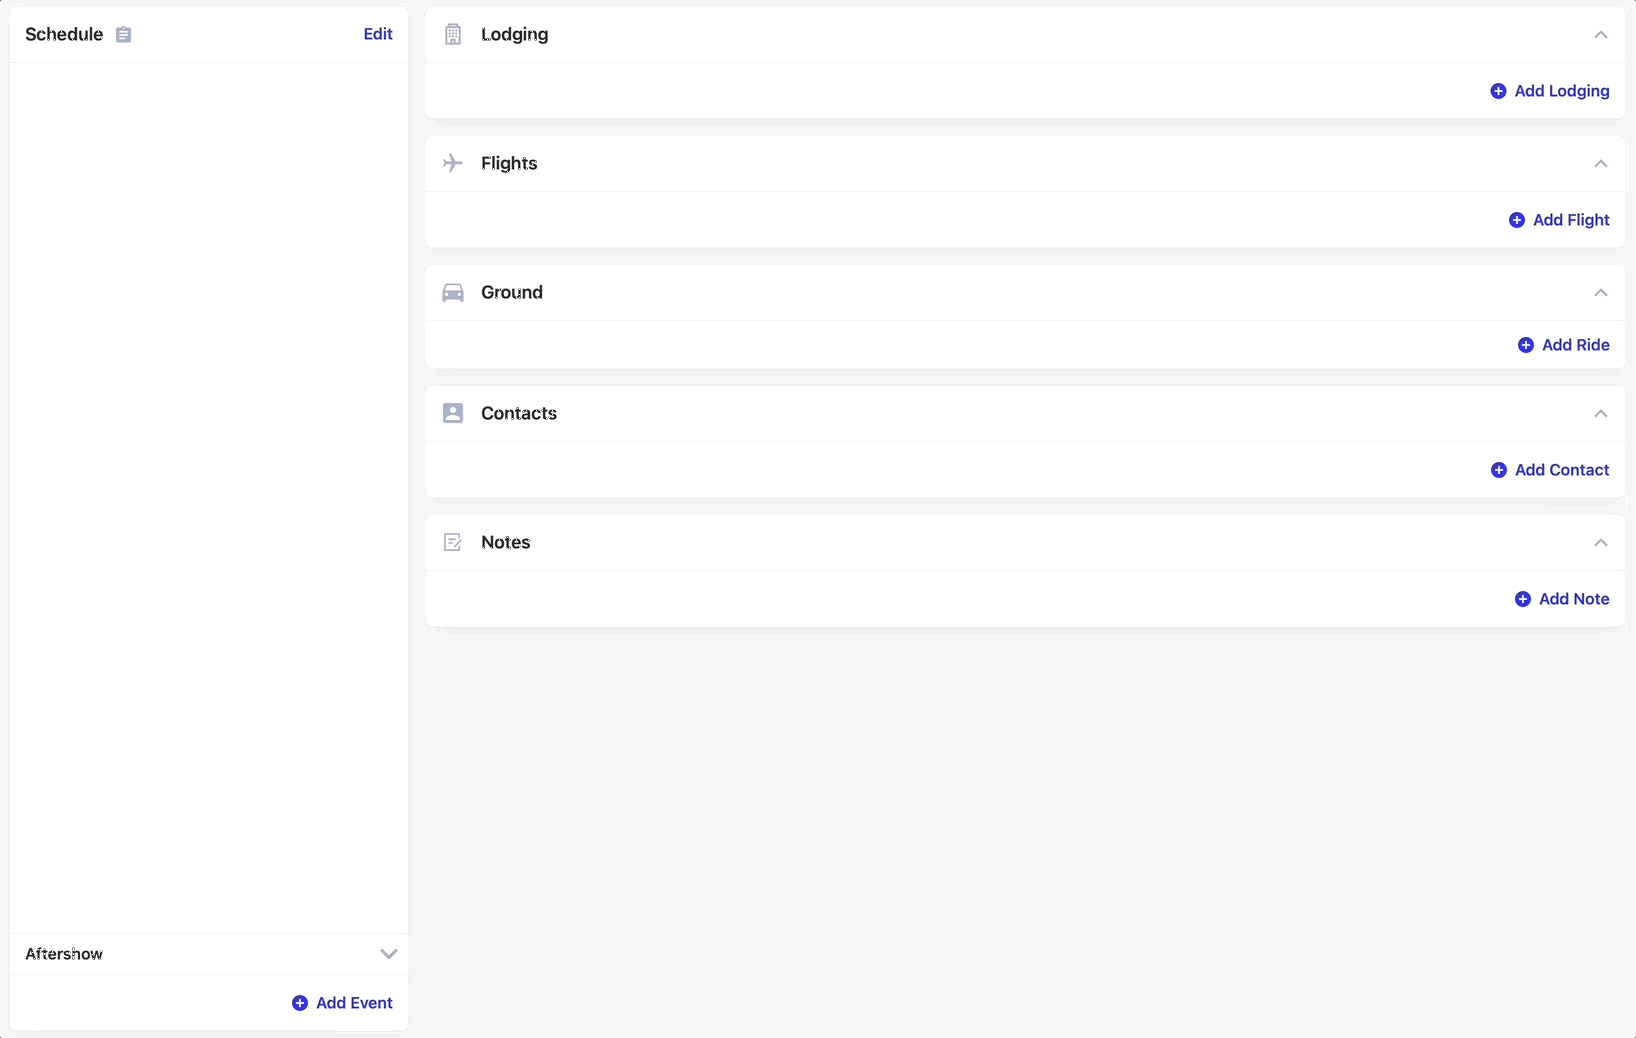 Schedule
Edit
Aftershow
Add Event
Lodging
Add Lodging
Flights
Add Flight
Ground
Add Ride
Contacts
Add Contact
Notes
Add Note